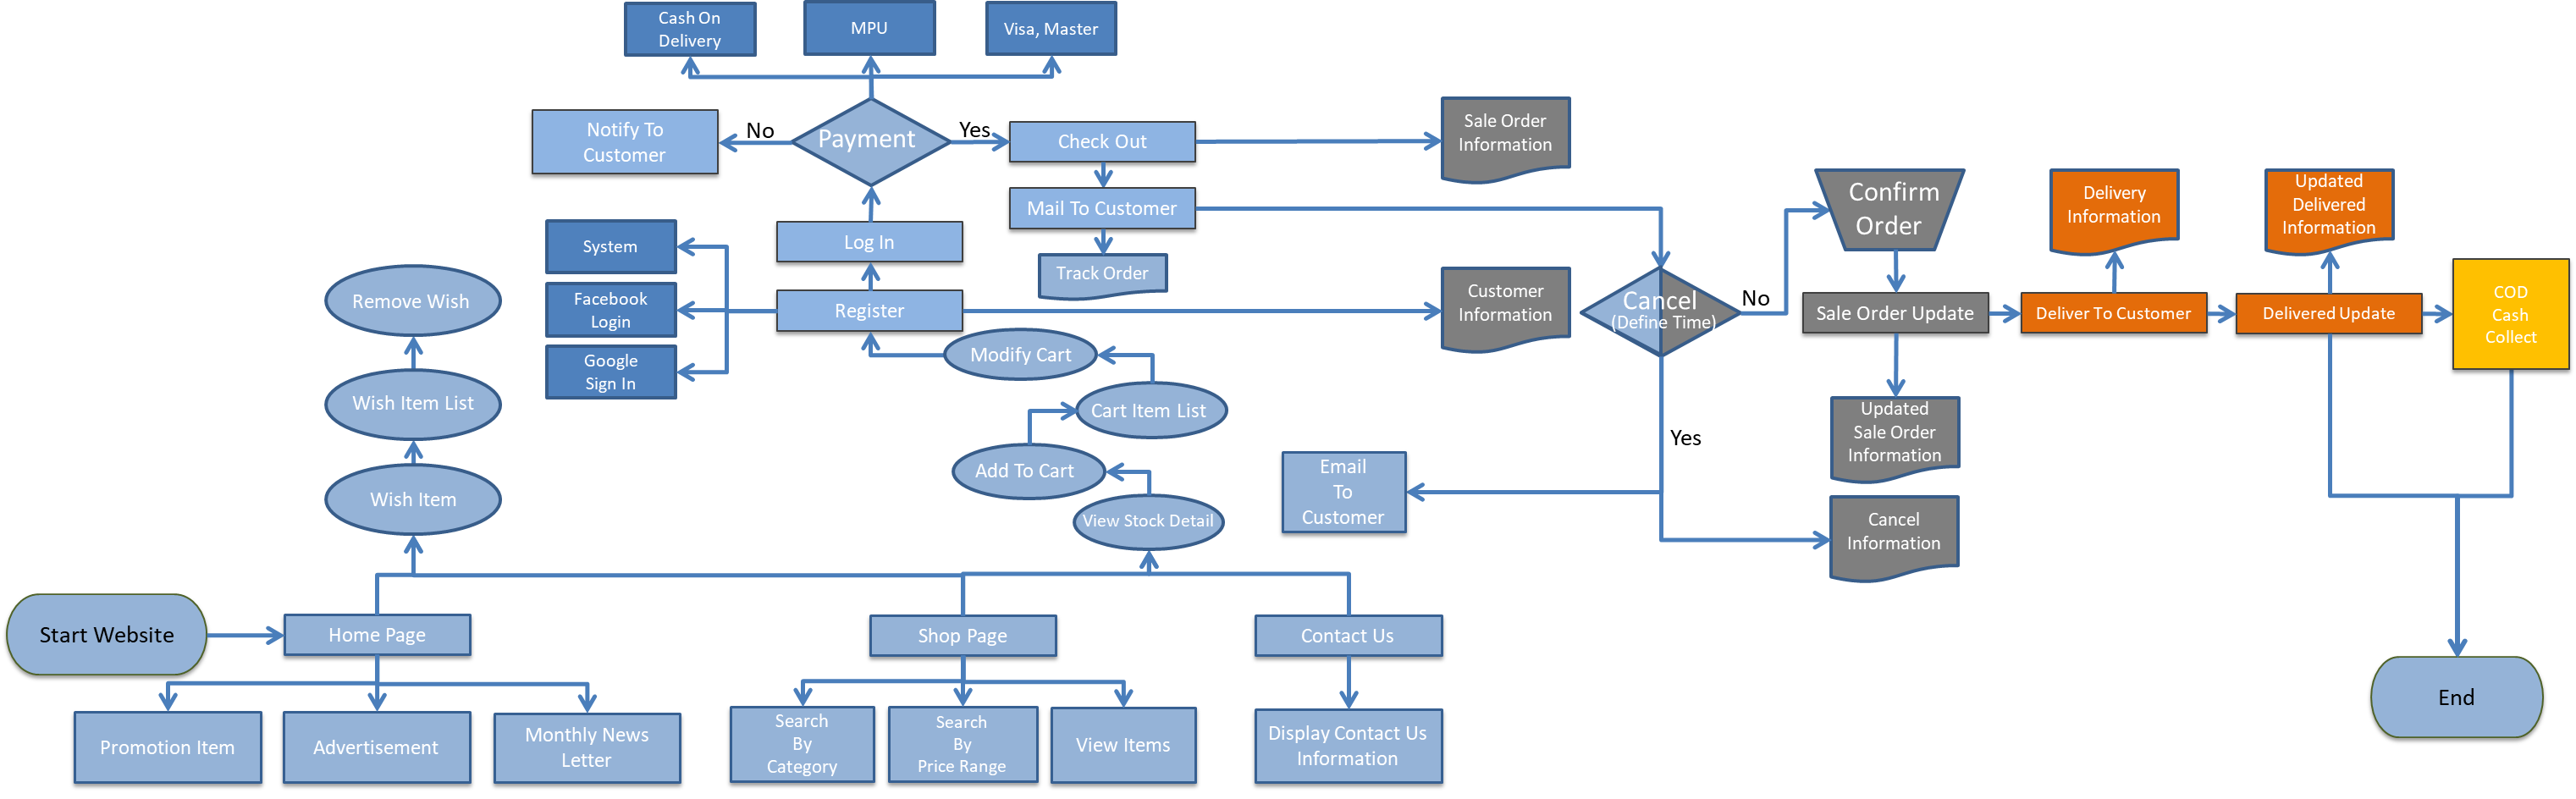 Cash On
Delivery
MPU
Visa, Master
Notify To
Customer
No
Payment
Yes
Check Out
Sale Order
Information
Mail To Customer
Log In
Track Order
System
Facebook
Login
Google
Sign In
Register
Customer
Information
Cancel
(Define Time)
No
Yes
Confirm
Order
Sale Order Update
Updated
Sale Order
Information
Cancel
Information
Delivery
Information
Deliver To Customer
Updated
Delivered
Information
Delivered Update
COD
Cash
Collect
Remove Wish
Wish Item List
Wish Item
Modify Cart
Cart Item List
Add To Cart
View Stock Detail
Email
To
Customer
Start Website
Home Page
Shop Page
Contact Us
Promotion Item
Advertisement
Monthly News
Letter
Search
By
Category
Search
By
Price Range
View Items
Display Contact Us
Information
End